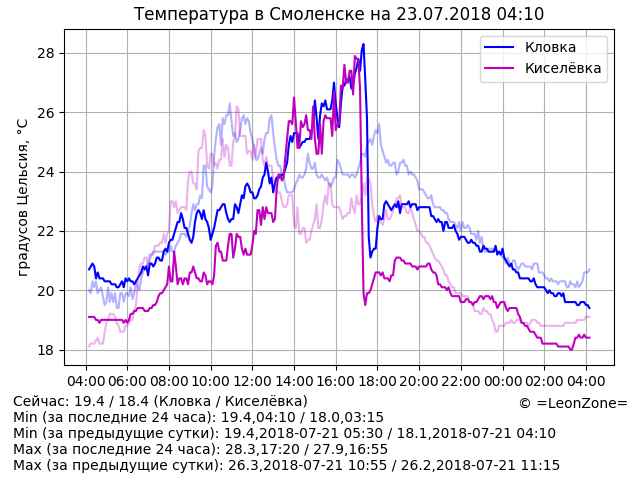 Температура в Смоленске на 23.07.2018 04:10
градусов Цельсия, °C
28
26
24
22
20
18
Кловка
Киселёвка
04:00 06:00 08:00 10:00 12:00 14:00 16:00 18:00 20:00 22:00 00:00 02:00 04:00
Сейчас: 19.4 / 18.4 (Кловка / Киселёвка)
© =LeonZone=
Min (за последние 24 часа): 19.4,04:10 / 18.0,03:15
Min (за предыдущие сутки): 19.4,2018-07-21 05:30 / 18.1,2018-07-21 04:10
Max (за последние 24 часа): 28.3,17:20 / 27.9,16:55
Max (за предыдущие сутки): 26.3,2018-07-21 10:55 / 26.2,2018-07-21 11:15